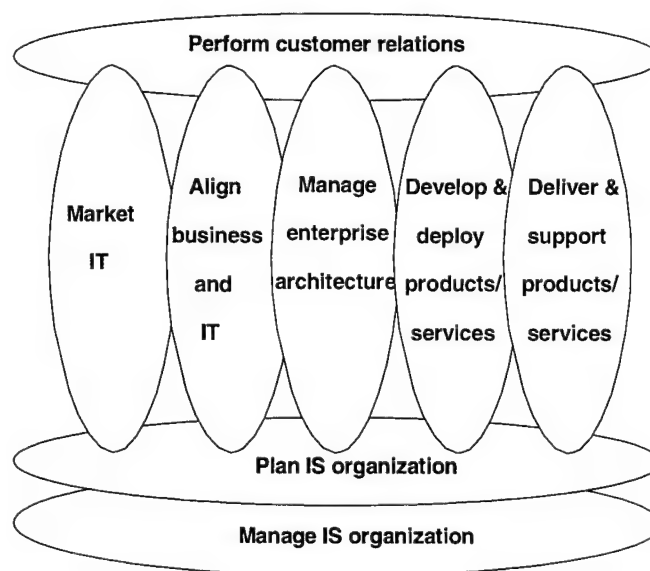 Perform customer relations
Market
IT
Align
business
and
IT
Manage
enterprise
architecture
Develop &
deploy
products/
services
Deliver &
support
products/
services
Plan IS organization
Manage IS organization